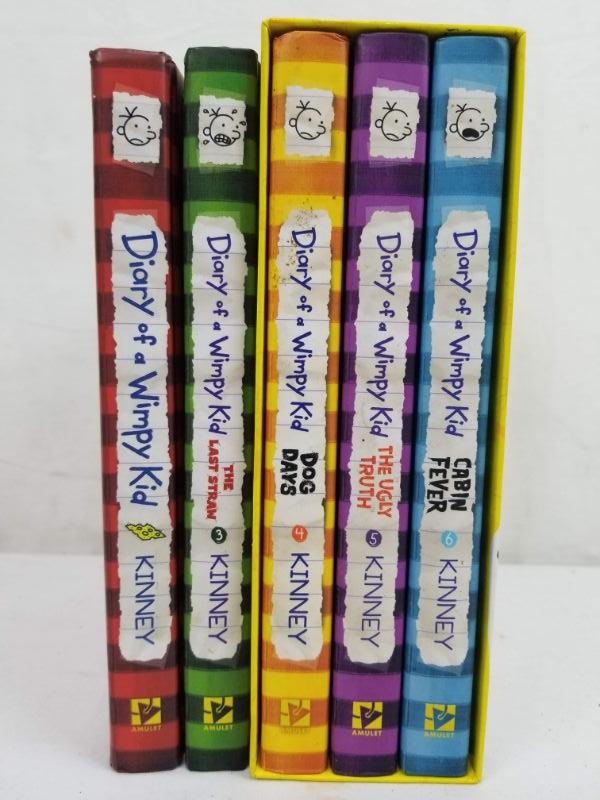 Diary of a Wimpy Kid
KINNEY
AMULET
Diary of a Wimpy Kid
THE
LAST STRAW
3
KINNEY
AMULET
Diary of a Wimpy Kid
DOG
DAYS
4
KINNEY
AMULET
Diary of a Wimpy Kid
THE UGLY
TRUTH
5
KINNEY
AMULET
Diary of a Wimpy Kid
CABIN
FEVER
6
KINNEY
AMULET